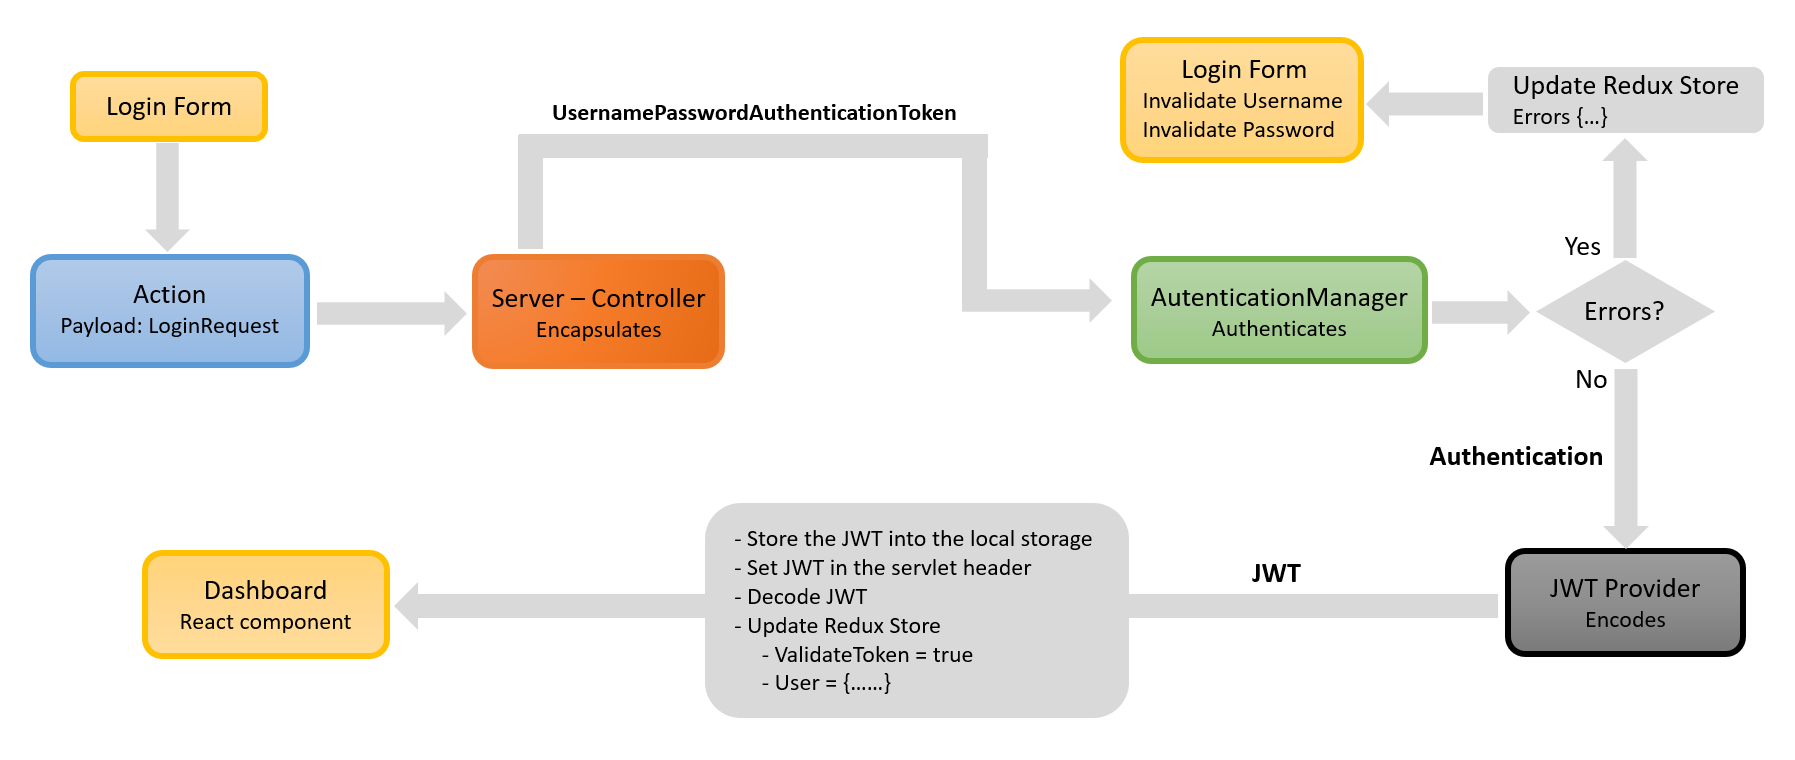 Login Form
Action
Payload: LoginRequest
Server – Controller
Encapsulates
UsernamePasswordAuthenticationToken
AutenticationManager
Authenticates
Errors?
Yes
Update Redux Store
Errors {...}
Login Form
Invalidate Username
Invalidate Password
No
Authentication
JWT Provider
Encodes
JWT
- Store the JWT into the local storage
- Set JWT in the servlet header
- Decode JWT
- Update Redux Store
- ValidateToken = true
- User = {......}
Dashboard
React component